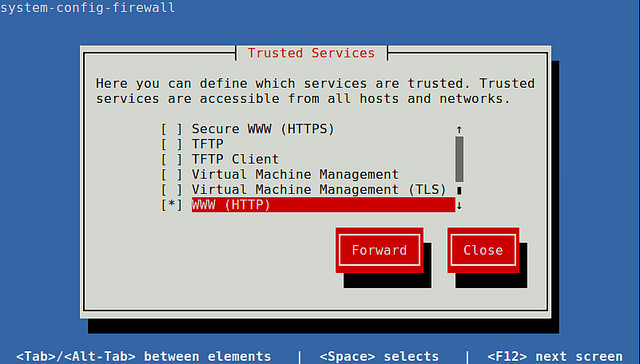 system-config-firewall
Trusted Services
Here you can define which services are trusted. Trusted
services are accessible from all hosts and networks.
[ ] Secure WWW (HTTPS) ↑
[ ] TFTP
[ ] TFTP Client
[ ] Virtual Machine Management
[ ] Virtual Machine Management (TLS)
[*] WWW (HTTP) ↓
Forward Close
<Tab>/<Alt-Tab> between elements | <Space> selects | <F12> next screen